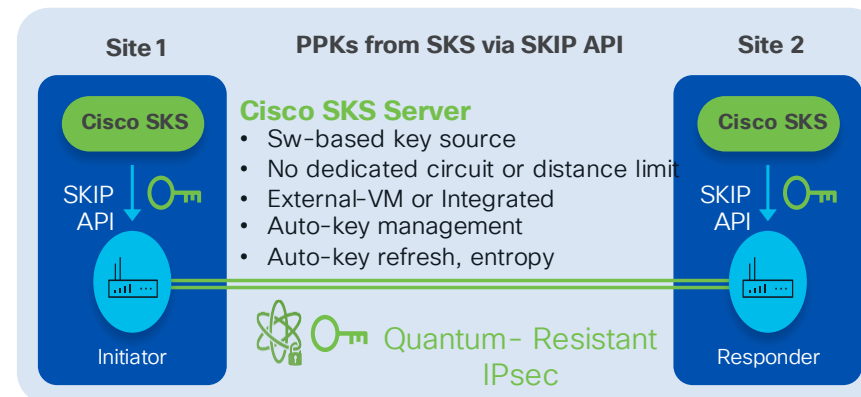 Site 1
PPKs from SKS via SKIP API
Site 2
Cisco SKS
SKIP
API
Initiator
Cisco SKS Server
• Sw-based key source
• No dedicated circuit or distance limit
• External-VM or Integrated
• Auto-key management
• Auto-key refresh, entropy
Quantum- Resistant
IPsec
Cisco SKS
SKIP
API
Responder